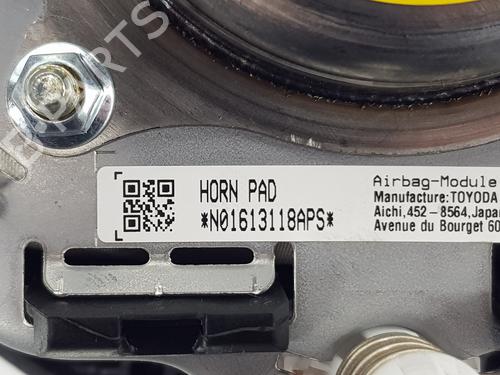 HORN PAD
*N01613118APS*
Airbag-Module
Manufacture: TOYODA
Aichi, 452-8564, Japan
Avenue du Bourget 60